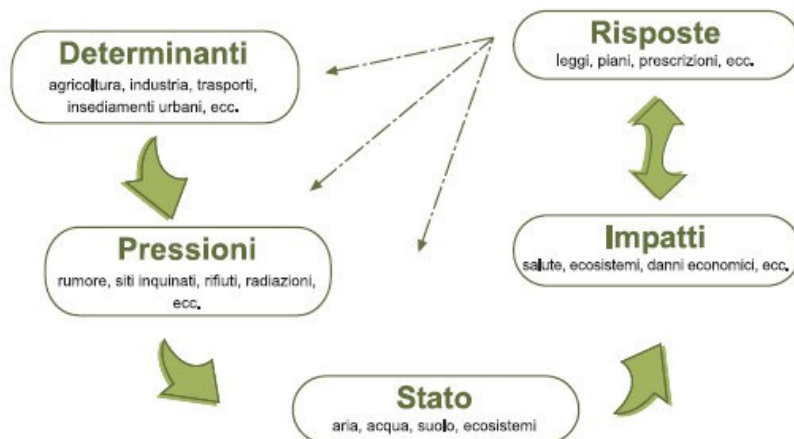 Determinanti
agricoltura, industria, trasporti,
insediamenti urbani, ecc.
Risposte
leggi, piani, prescrizioni, ecc.
Pressioni
rumore, siti inquinati, rifiuti, radiazioni,
ecc.
Impatti
salute, ecosistemi, danni economici, ecc.
Stato
aria, acqua, suolo, ecosistemi